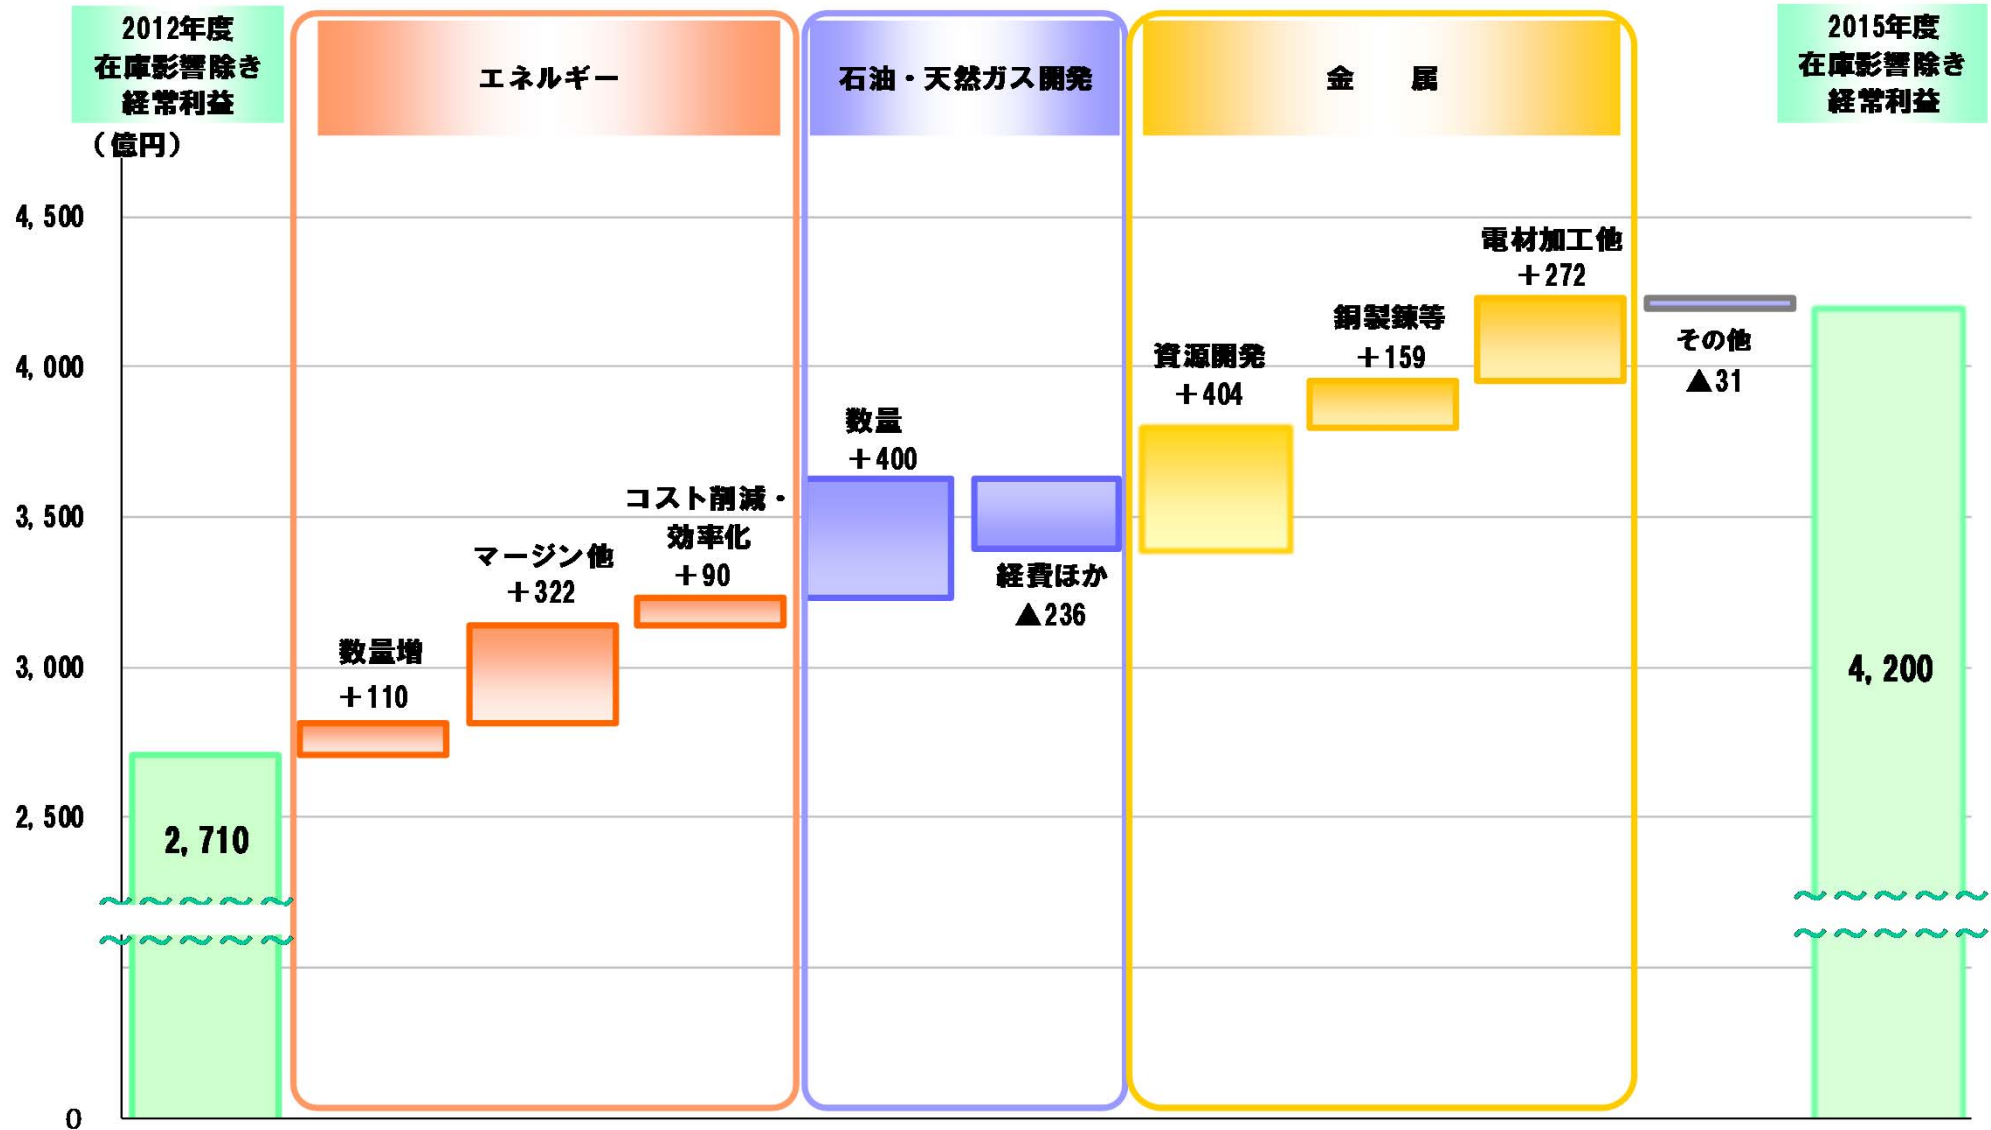 2012年度
在庫影響除き
経常利益
（億円）
エネルギー
石油・天然ガス開発
金　　属
2015年度
在庫影響除き
経常利益
4,500
4,000
3,500
3,000
2,500
0
2,710
数量増
＋110
マージン他
＋322
コスト削減・
効率化
＋90
数量
＋400
経費ほか
▲236
資源開発
＋404
銅製錬等
＋159
電材加工他
＋272
その他
▲31
4,200